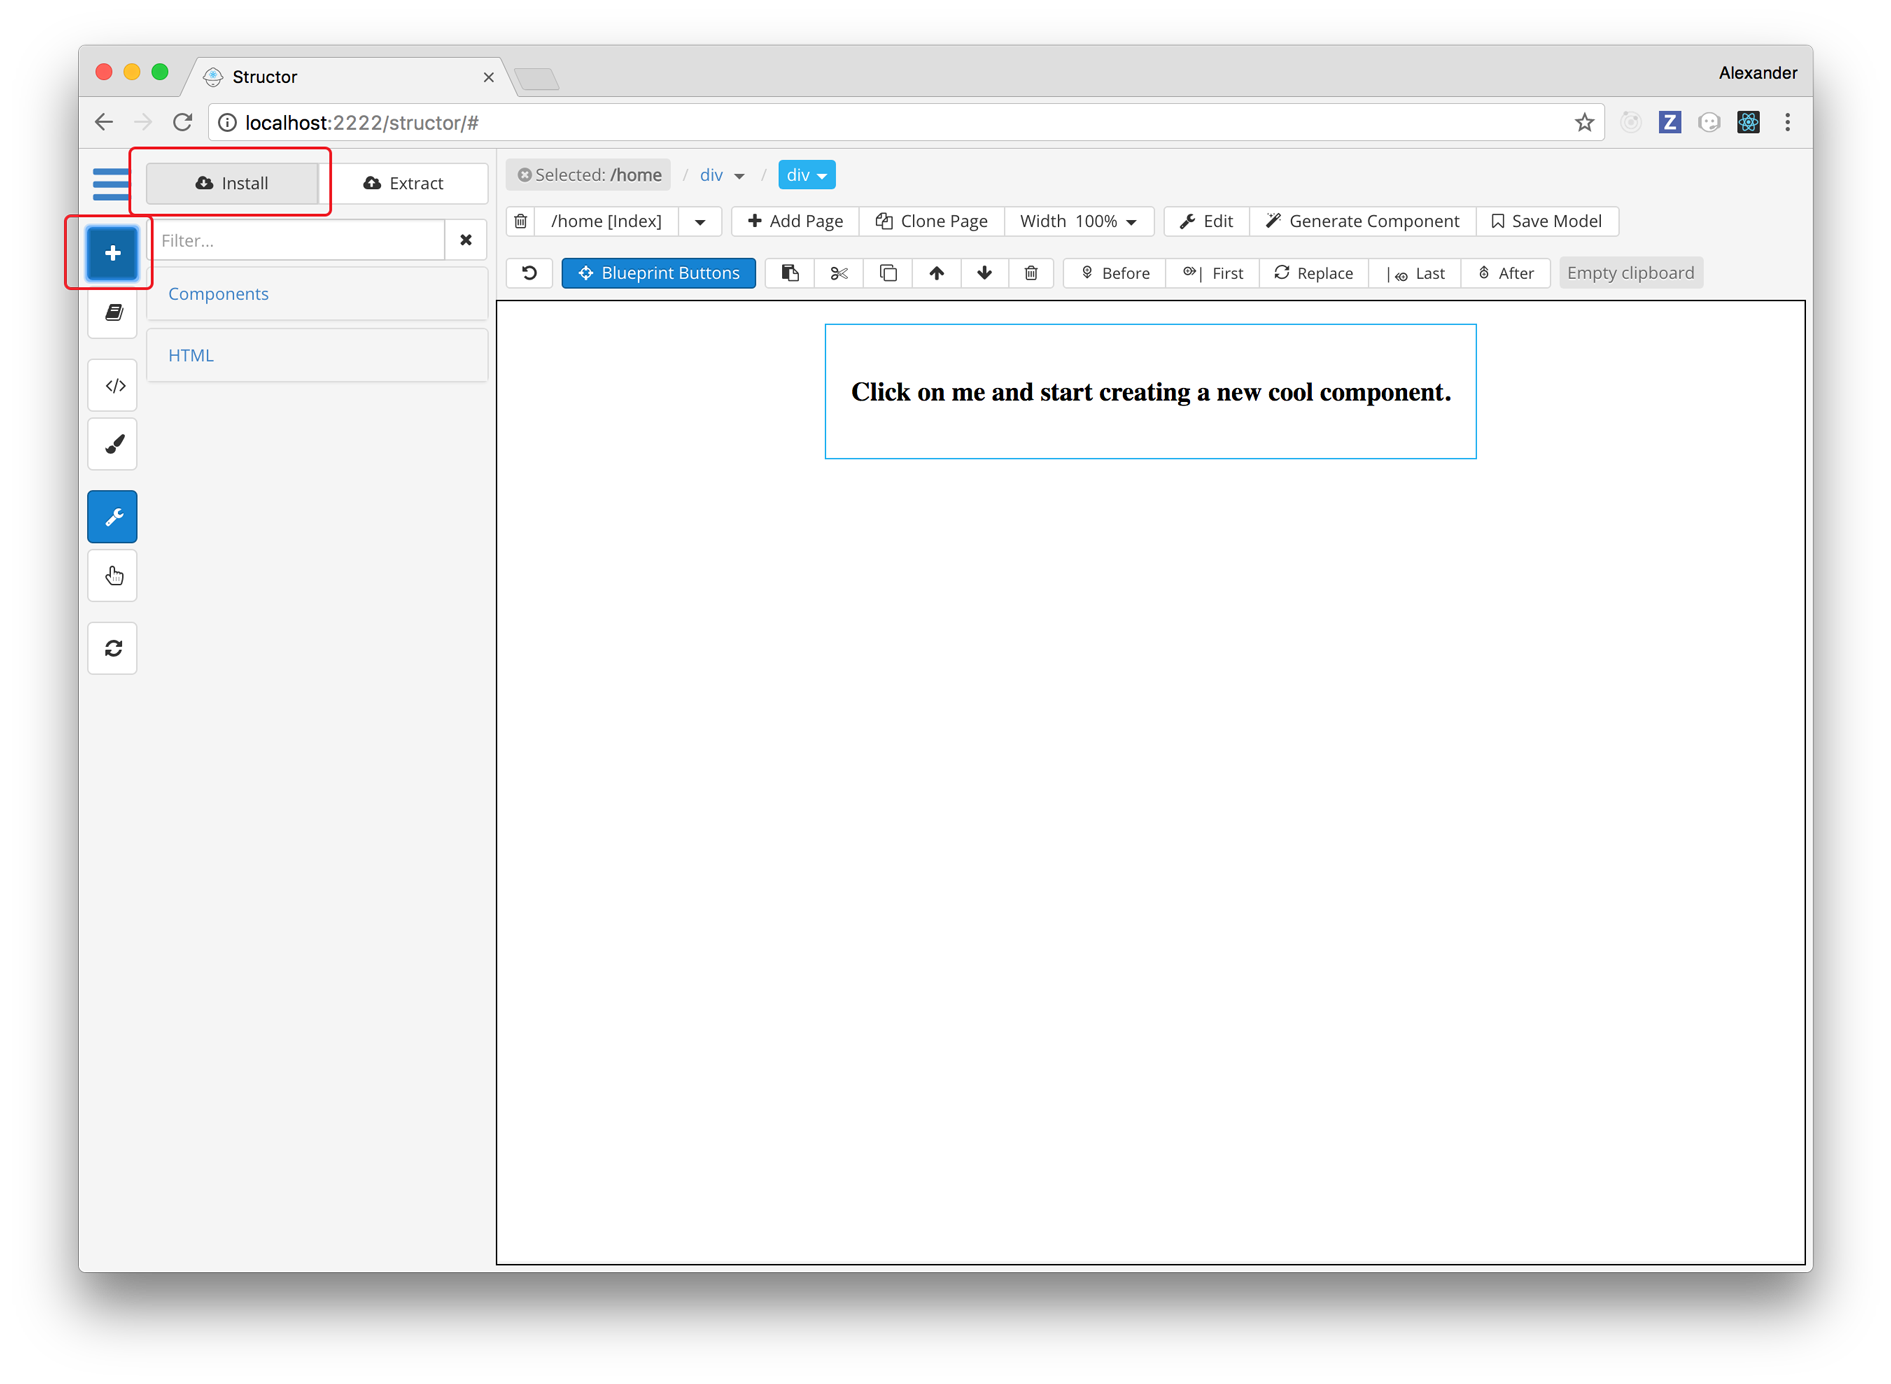 Structor
Alexander
localhost:2222/structor/#
Install
Extract
Selected: /home / div / div
/home [Index]
Add Page
Clone Page
Width 100%
Edit
Generate Component
Save Model
Filter...
Blueprint Buttons
Before
First
Replace
Last
After
Empty clipboard
Components
HTML
Click on me and start creating a new cool component.
Z